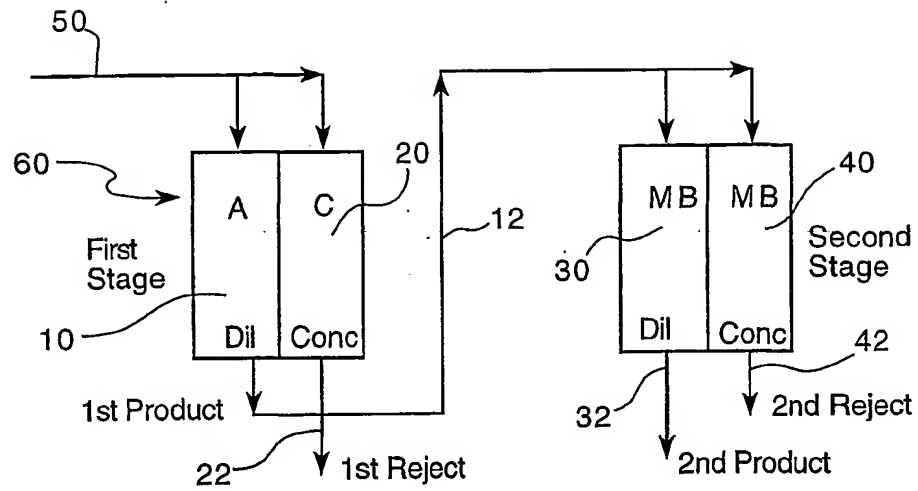 50
60
A
C
20
First
Stage
10
Dil
Conc
1st Product
22
1st Reject
12
MB
MB
40
30
Second
Stage
Dil
Conc
42
32
2nd Reject
2nd Product